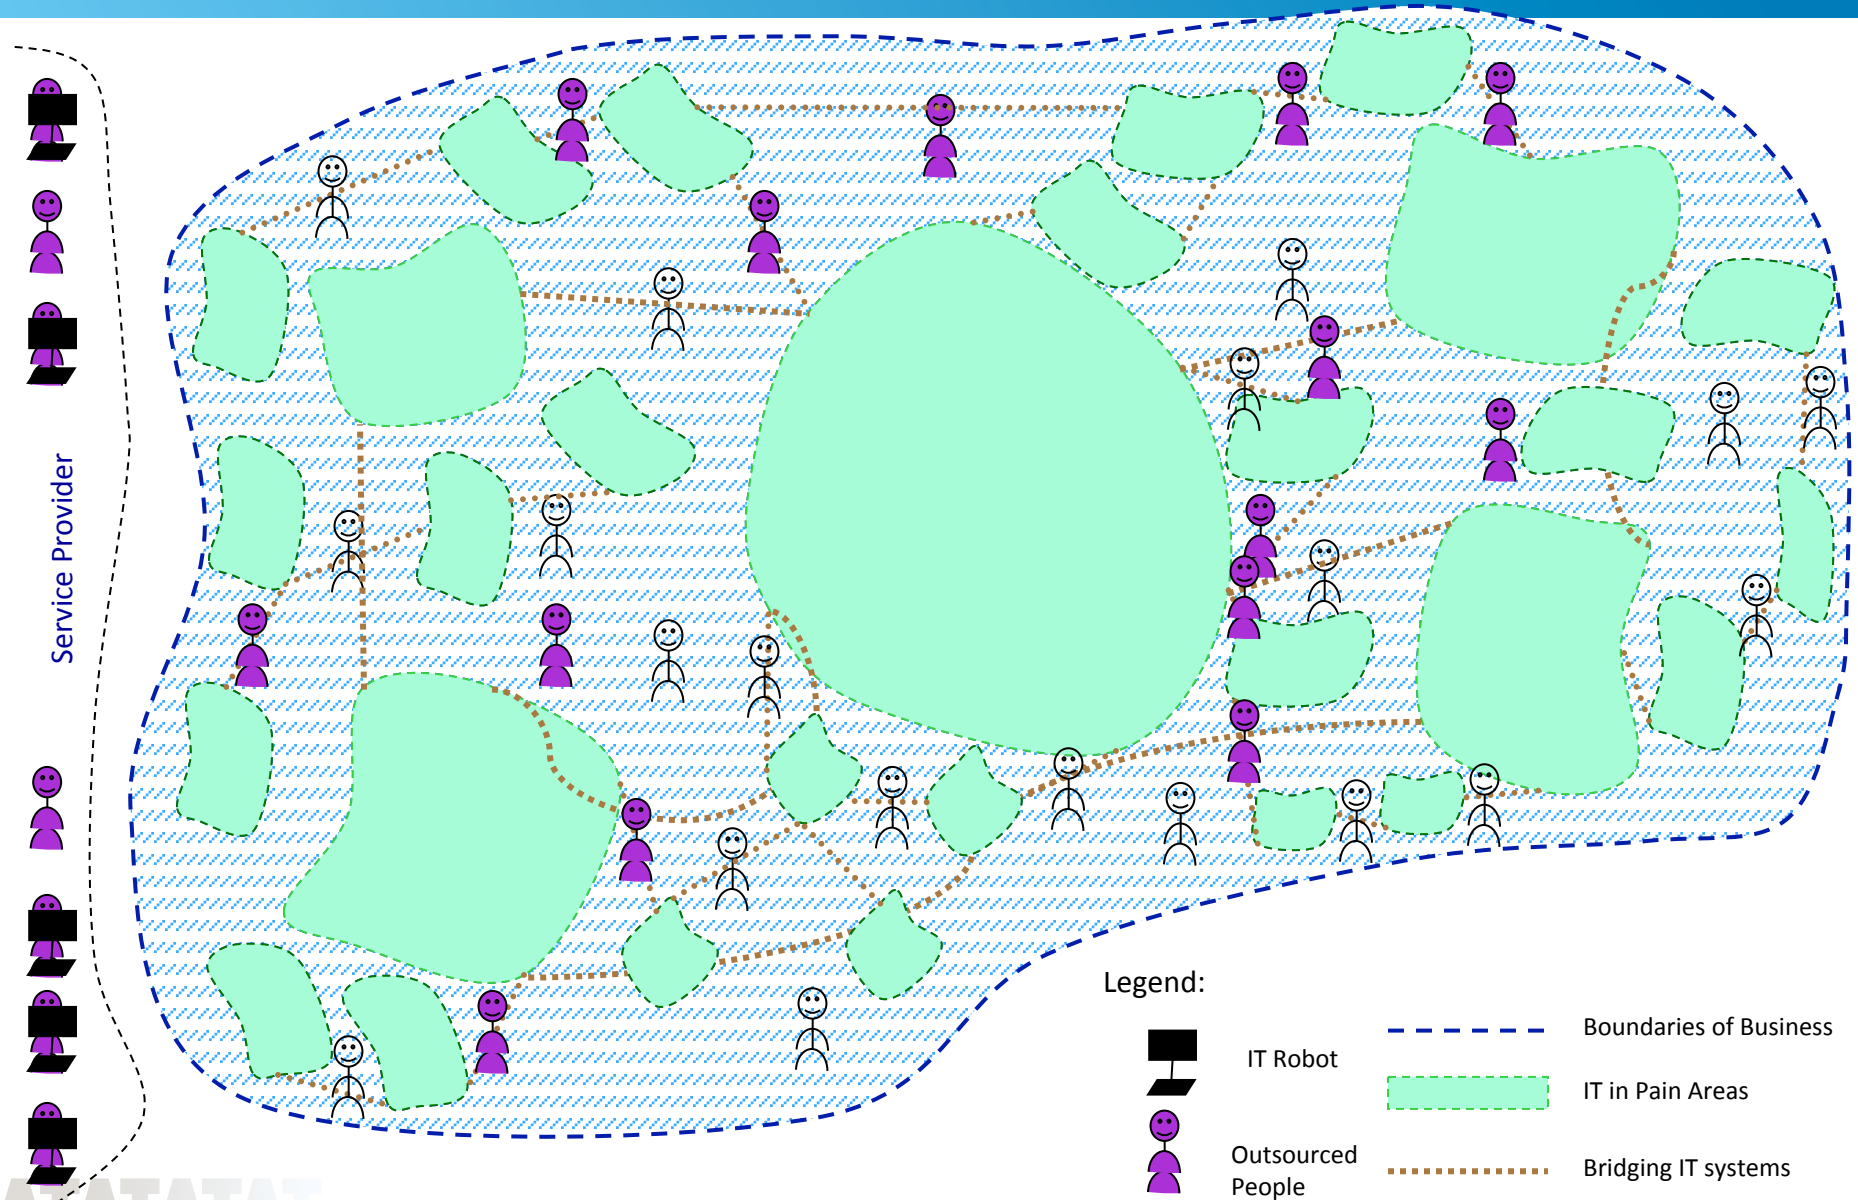 Service Provider
Legend:
IT Robot
Outsourced
People
Boundaries of Business
IT in Pain Areas
Bridging IT systems